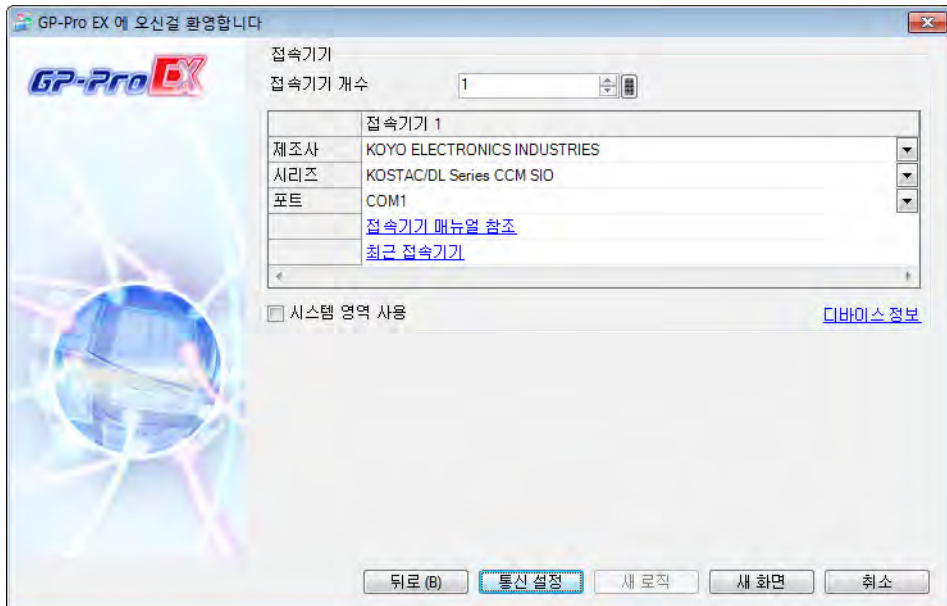 GP-Pro EX 에 오신걸 환영합니다
GP-Pro EX
접속기기
접속기기 개수 1
접속기기 1
제조사 KOYO ELECTRONICS INDUSTRIES
시리즈 KOSTAC/DL Series CCM SIO
포트 COM1
접속기기 매뉴얼 참조
최근 접속기기
시스템 영역 사용 디바이스 정보
뒤로 (B) 통신 설정 새 로직 새 화면 취소